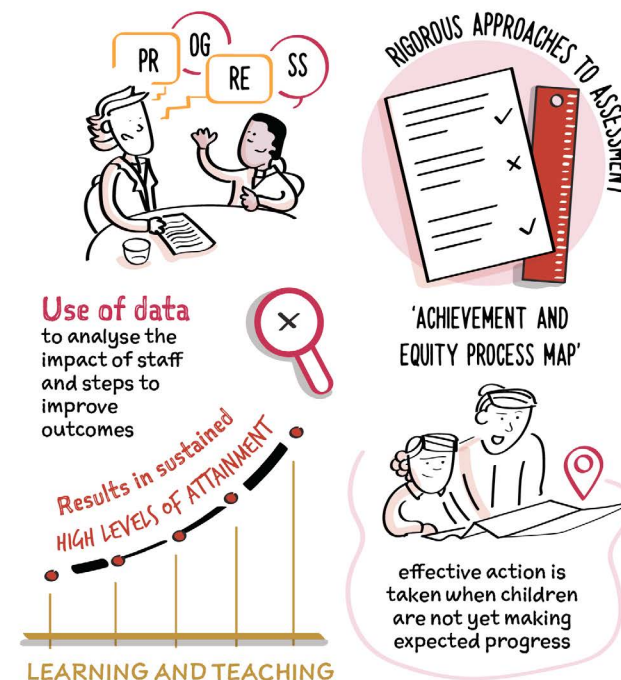 PR
OG
RE
SS
RIGOROUS APPROACHES TO ASSESSMENT
Use of data
to analyse the
impact of staff
and steps to
improve
outcomes
Results in sustained
HIGH LEVELS OF ATTAINMENT
LEARNING AND TEACHING
'ACHIEVEMENT AND
EQUITY PROCESS MAP'
effective action is
taken when children
are not yet making
expected progress